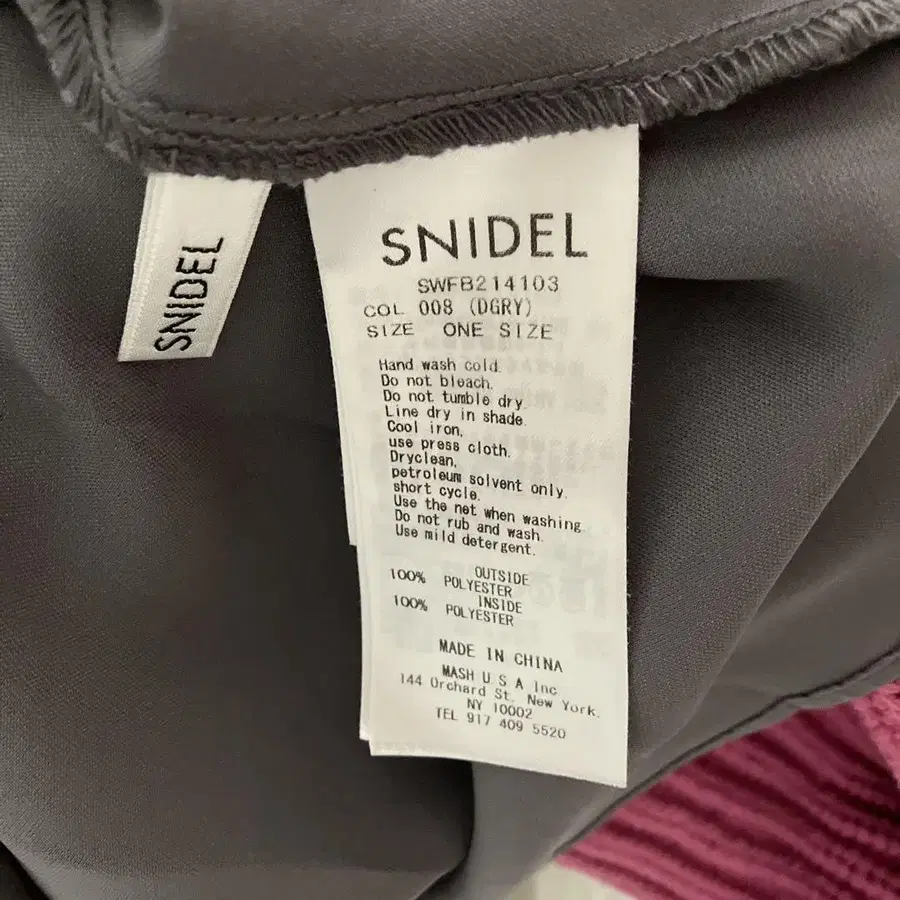 SNIDEL
SNIDEL
SWFB214103
COL 008 (DGRY)
SIZE ONE SIZE
Hand wash cold.
Do not bleach.
Do not tumble dry.
Line dry in shade.
Cool iron,
use press cloth.
Dryclean,
petroleum solvent only.
short cycle.
Use the net when washing.
Do not rub and wash.
Use mild detergent.
OUTSIDE
100% POLYESTER
INSIDE
100% POLYESTER
MADE IN CHINA
MASH U.S.A Inc.
144 Orchard St. New York.
NY 10002
TEL 917 409 5520